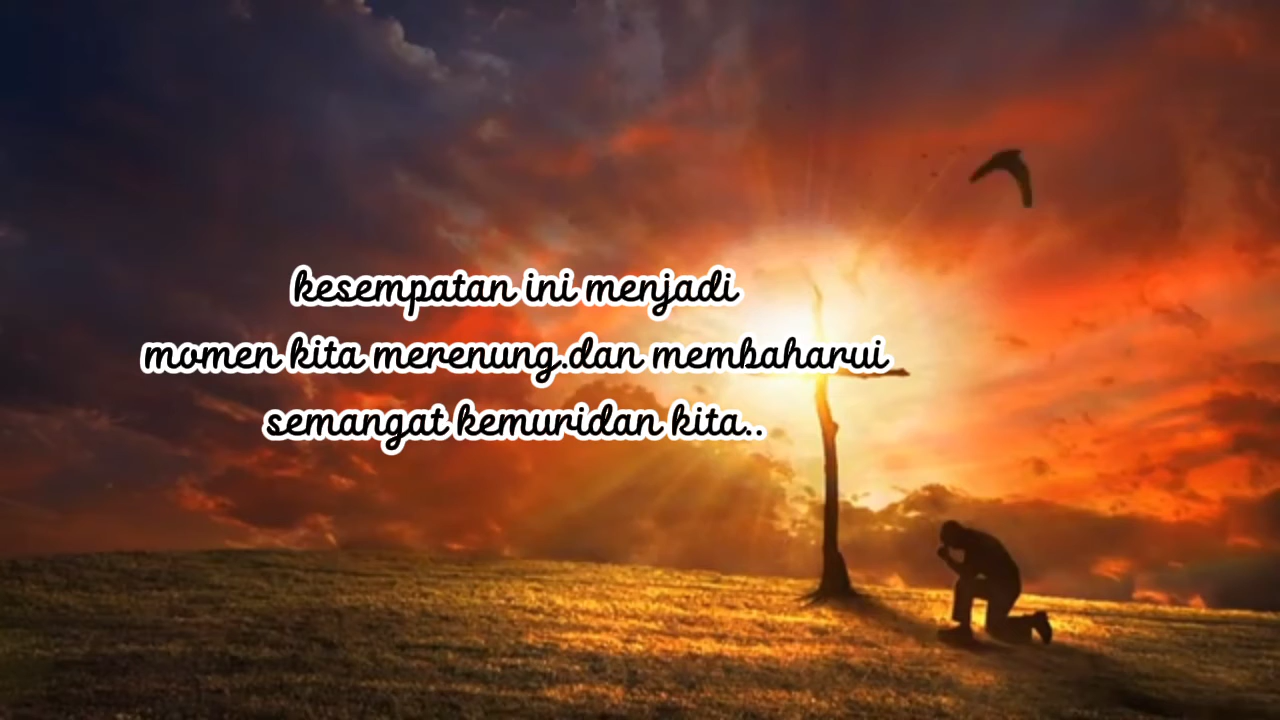 kesempatan ini menjadi
momen kita merenung.dan membaharui
semangat kemuridan kita..